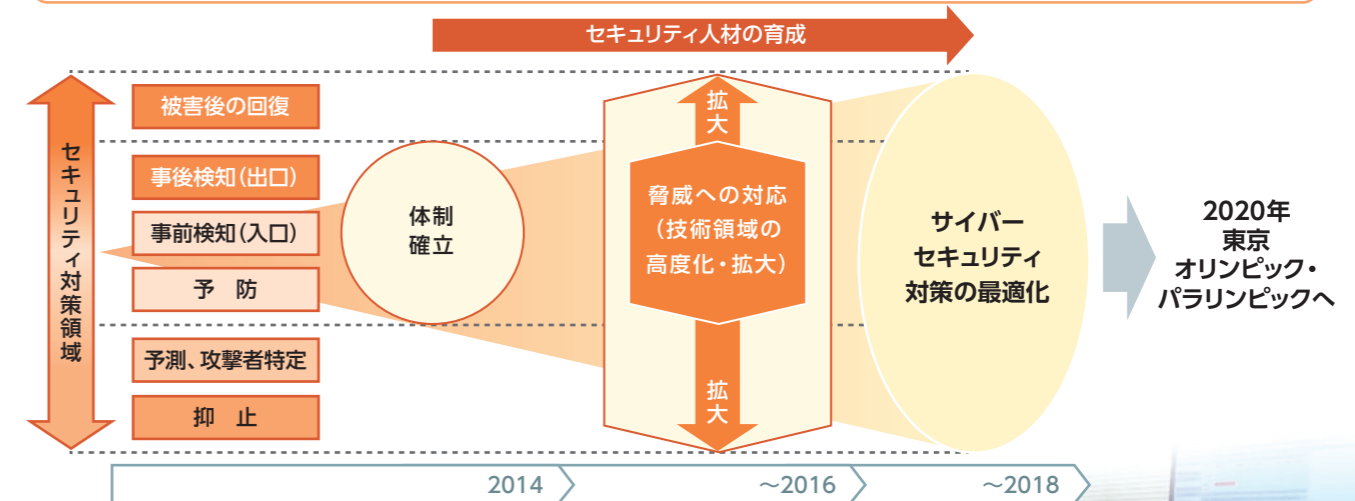 セキュリティ人材の育成
セキュリティ対策領域
被害後の回復
事後検知(出口)
事前検知(入口)
予 防
予測、攻撃者特定
抑 止
体制
確立
拡大
脅威への対応
(技術領域の
高度化・拡大)
拡大
サイバー
セキュリティ
対策の最適化
2020年
東京
オリンピック・
パラリンピックへ
2014
～2016
～2018